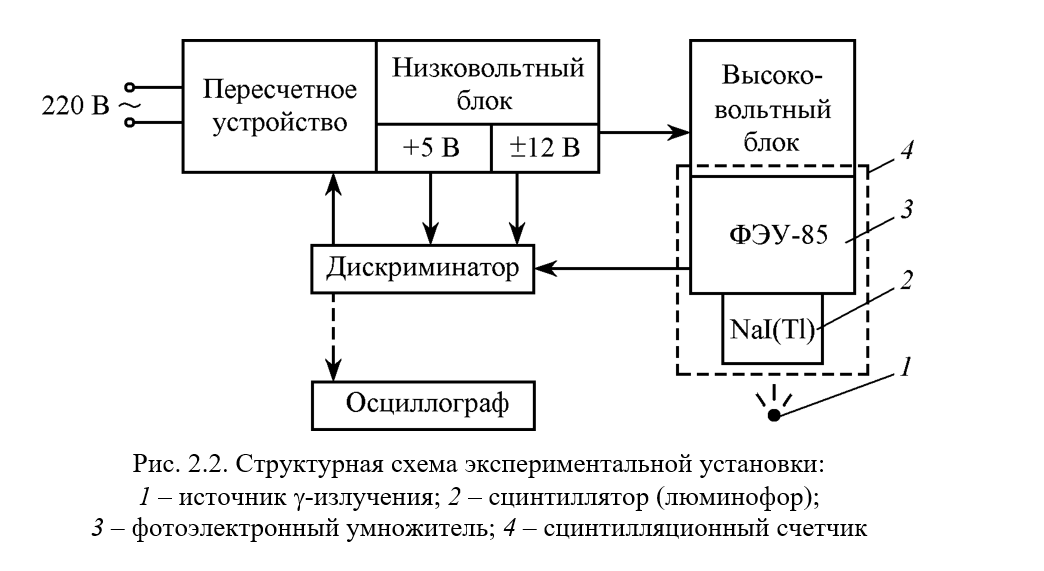 220 В ~
Пересчетное
устройство
Низковольтный
блок
+5 В
±12 В
Высоко-
вольтный
блок
4
ФЭУ-85
3
Дискриминатор
NaI(Tl)
2
1
Осциллограф
Рис. 2.2. Структурная схема экспериментальной установки:
1 – источник γ-излучения; 2 – сцинтиллятор (люминофор);
3 – фотоэлектронный умножитель; 4 – сцинтилляционный счетчик